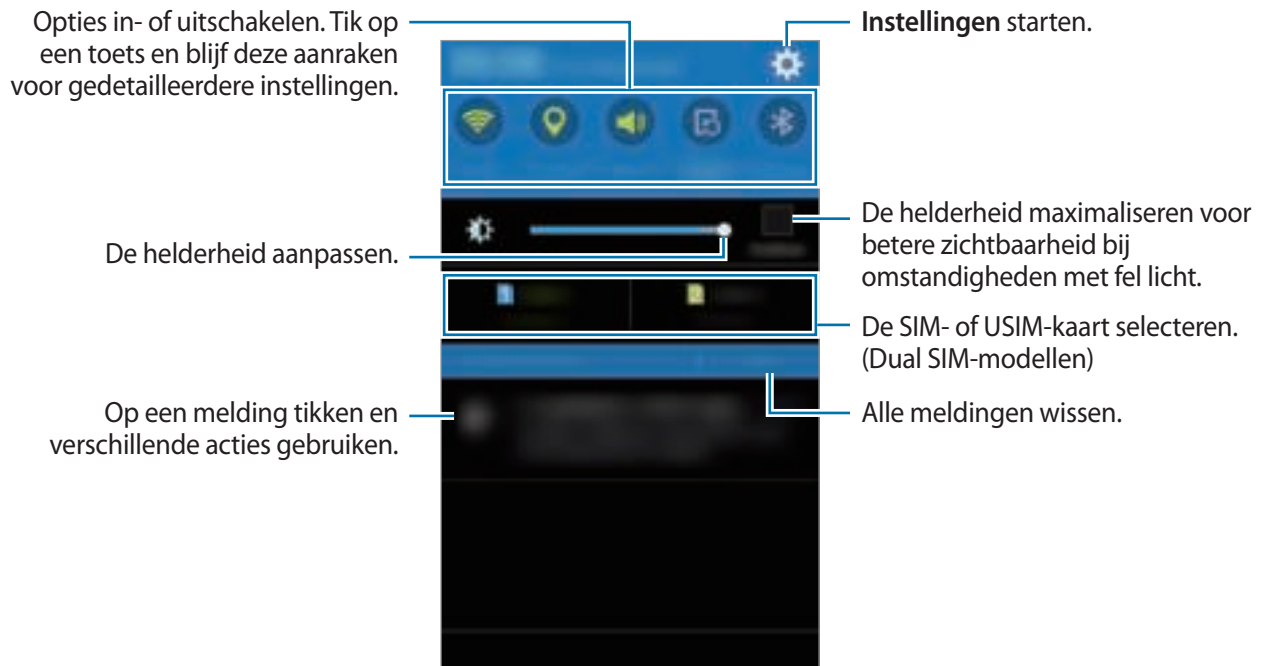 Opties in- of uitschakelen. Tik op
een toets en blijf deze aanraken
voor gedetailleerdere instellingen.
Instellingen starten.
De helderheid aanpassen.
De helderheid maximaliseren voor
betere zichtbaarheid bij
omstandigheden met fel licht.
De SIM- of USIM-kaart selecteren.
(Dual SIM-modellen)
Op een melding tikken en
verschillende acties gebruiken.
Alle meldingen wissen.